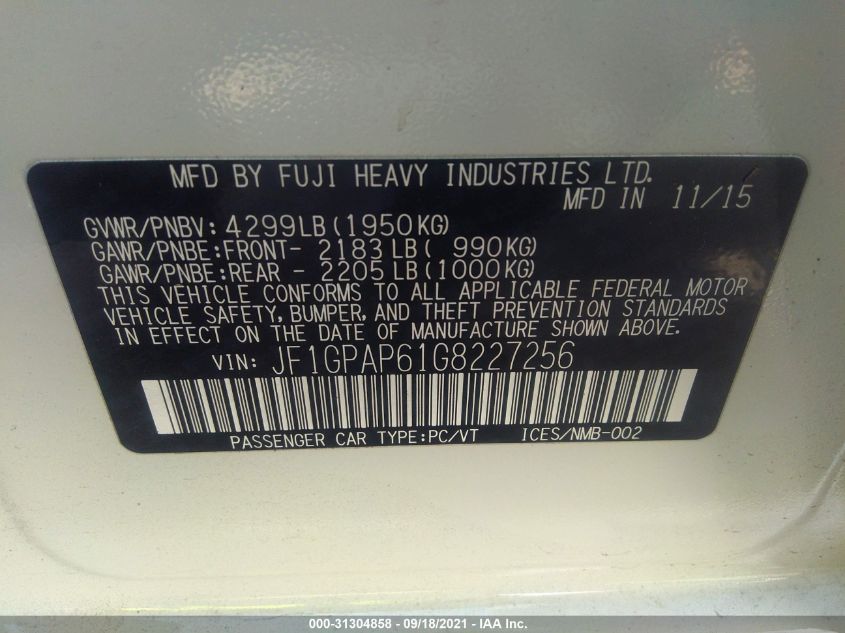 MFD BY FUJI HEAVY INDUSTRIES LTD.
MFD IN 11/15
GVWR/PNBV: 4299LB(1950KG)
GAWR/PNBE:FRONT- 2183LB( 990KG)
GAWR/PNBE:REAR - 2205LB(1000KG)
THIS VEHICLE CONFORMS TO ALL APPLICABLE FEDERAL MOTOR
VEHICLE SAFETY, BUMPER, AND THEFT PREVENTION STANDARDS
IN EFFECT ON THE DATE OF MANUFACTURE SHOWN ABOVE.
VIN: JF1GPAP61G8227256
PASSENGER CAR TYPE:PC/VT ICES/NMB-002
000-31304858 - 09/18/2021 - IAA Inc.